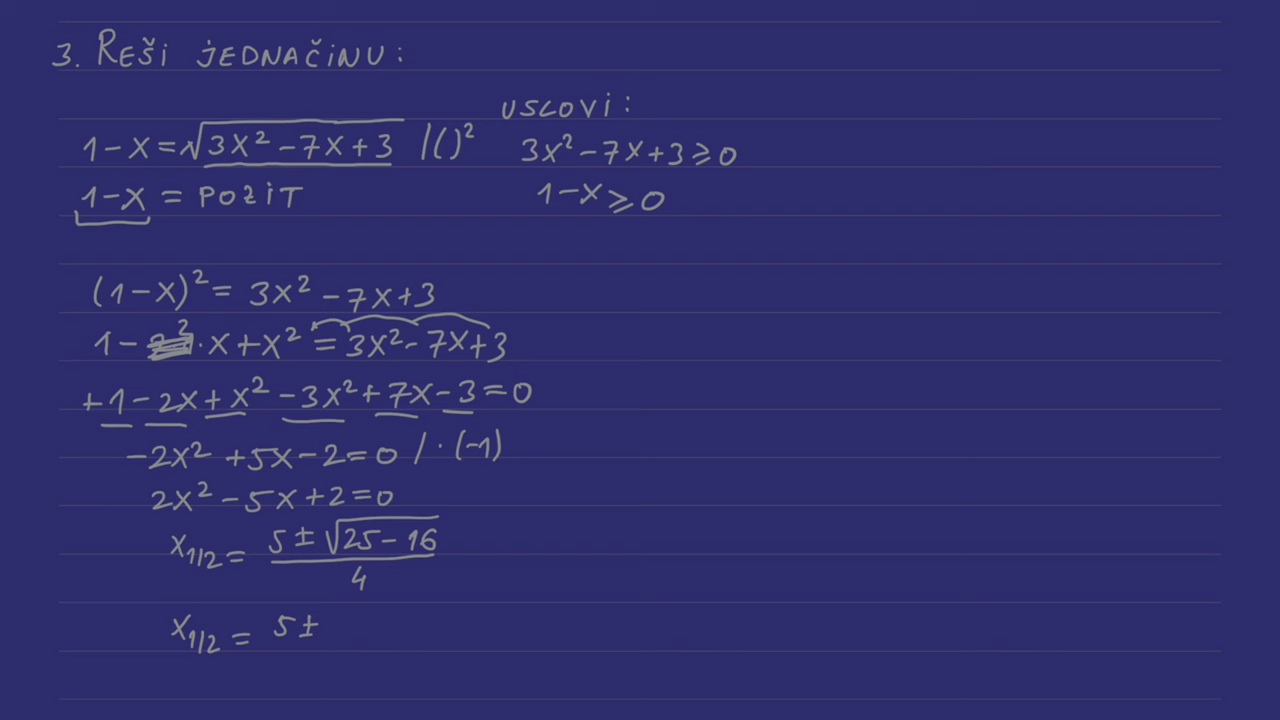 3. REŠI JEDNAČINU:
USLOVI:
1-X=√(3X²-7X+3) |()² 3X²-7X+3≥0
1-X = POZIT 1-X≥0
(1-X)² = 3X²-7X+3
1-2·X+X² = 3X²-7X+3
+1-2X+X²-3X²+7X-3=0
-2X²+5X-2=0 /·(-1)
2X²-5X+2=0
X1/2 = (5±√(25-16))/4
X1/2 = 5±